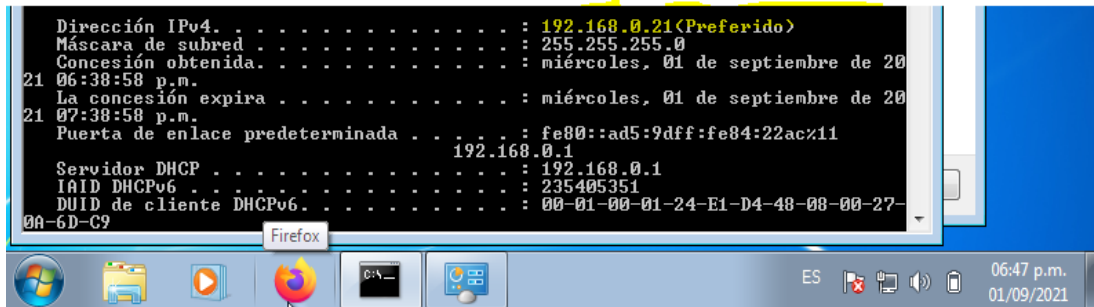 Dirección IPv4. . . . . . . . . . . . . . : 192.168.0.21(Preferido)
Máscara de subred . . . . . . . . . . . . : 255.255.255.0
Concesión obtenida. . . . . . . . . . . . : miércoles, 01 de septiembre de 20
21 06:38:58 p.m.
La concesión expira . . . . . . . . . . . : miércoles, 01 de septiembre de 20
21 07:38:58 p.m.
Puerta de enlace predeterminada . . . . . : fe80::ad5:9dff:fe84:22ac%11
192.168.0.1
Servidor DHCP . . . . . . . . . . . . . . : 192.168.0.1
IAID DHCPv6 . . . . . . . . . . . . . . . : 235405351
DUID de cliente DHCPv6. . . . . . . . . . : 00-01-00-01-24-E1-D4-48-08-00-27-
0A-6D-C9
Firefox
C:\_
ES
06:47 p.m.
01/09/2021